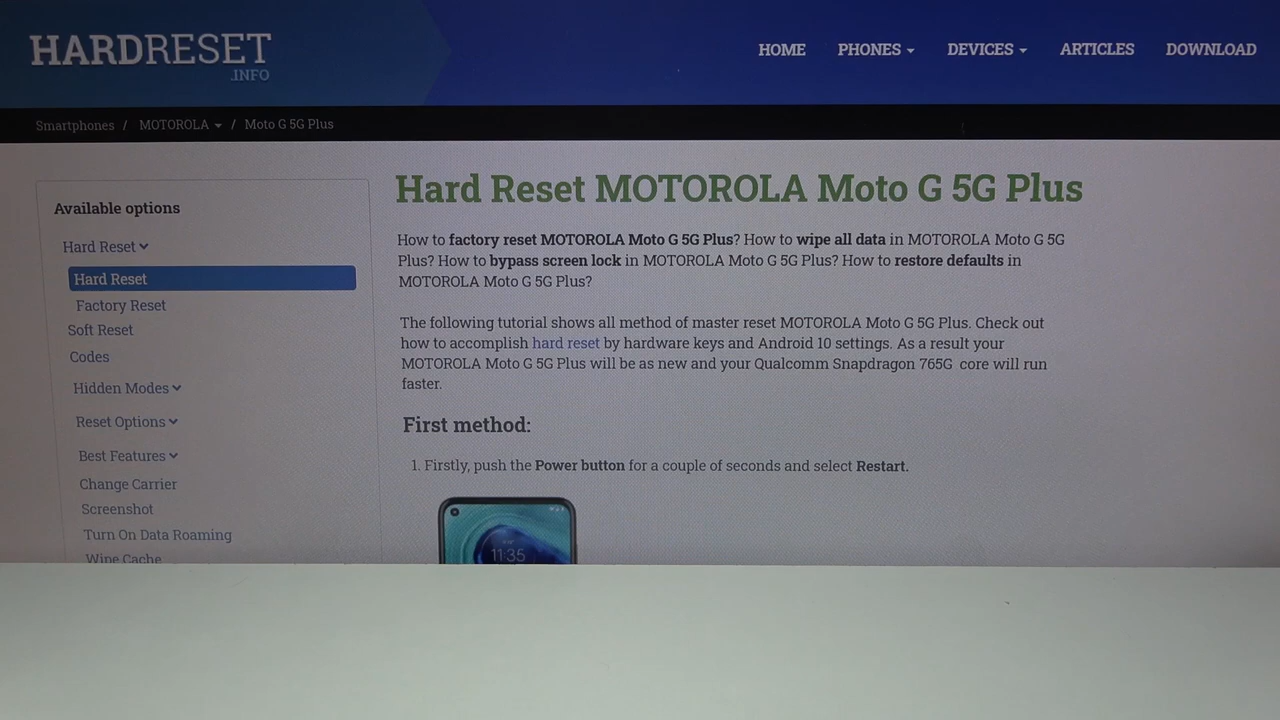 HARDRESET
.INFO
HOME PHONES DEVICES ARTICLES DOWNLOAD
Smartphones / MOTOROLA / Moto G 5G Plus
Available options
Hard Reset
Hard Reset
Factory Reset
Soft Reset
Codes
Hidden Modes
Reset Options
Best Features
Change Carrier
Screenshot
Turn On Data Roaming
Wipe Cache
Hard Reset MOTOROLA Moto G 5G Plus
How to factory reset MOTOROLA Moto G 5G Plus? How to wipe all data in MOTOROLA Moto G 5G
Plus? How to bypass screen lock in MOTOROLA Moto G 5G Plus? How to restore defaults in
MOTOROLA Moto G 5G Plus?
The following tutorial shows all method of master reset MOTOROLA Moto G 5G Plus. Check out
how to accomplish hard reset by hardware keys and Android 10 settings. As a result your
MOTOROLA Moto G 5G Plus will be as new and your Qualcomm Snapdragon 765G core will run
faster.
First method:
1. Firstly, push the Power button for a couple of seconds and select Restart.
11:35